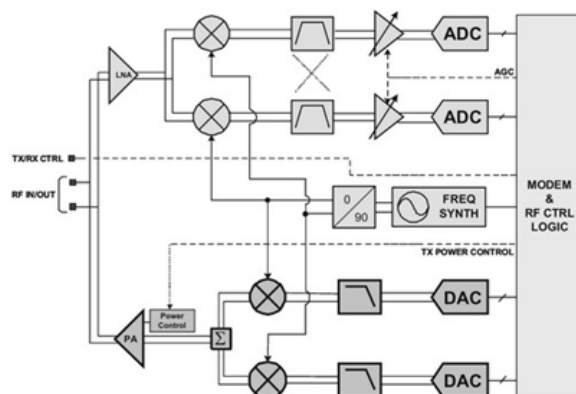 ADC
LNA
AGC
ADC
TX/RX CTRL
RF IN/OUT
MODEM
&
RF CTRL
LOGIC
0
90
FREQ
SYNTH
TX POWER CONTROL
DAC
Power
Control
PA
Σ
DAC